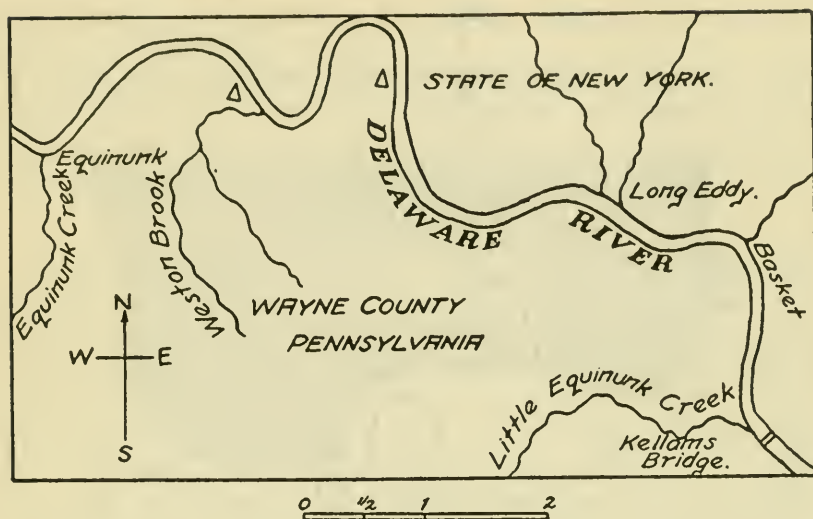 STATE OF NEW YORK.
DELAWARE RIVER
Equinunk
Equinunk Creek
Weston Brook
Long Eddy.
Basket
WAYNE COUNTY
PENNSYLVANIA
N
W E
S
Little Equinunk Creek
Kellams
Bridge.
0 1/2 1 2